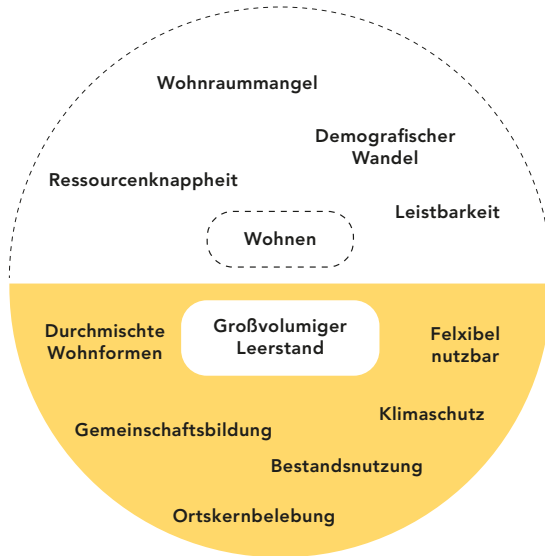 Wohnraummangel
Demografischer
Wandel
Ressourcenknappheit
Leistbarkeit
Wohnen
Großvolumiger
Leerstand
Durchmischte
Wohnformen
Felxibel
nutzbar
Klimaschutz
Gemeinschaftsbildung
Bestandsnutzung
Ortskernbelebung